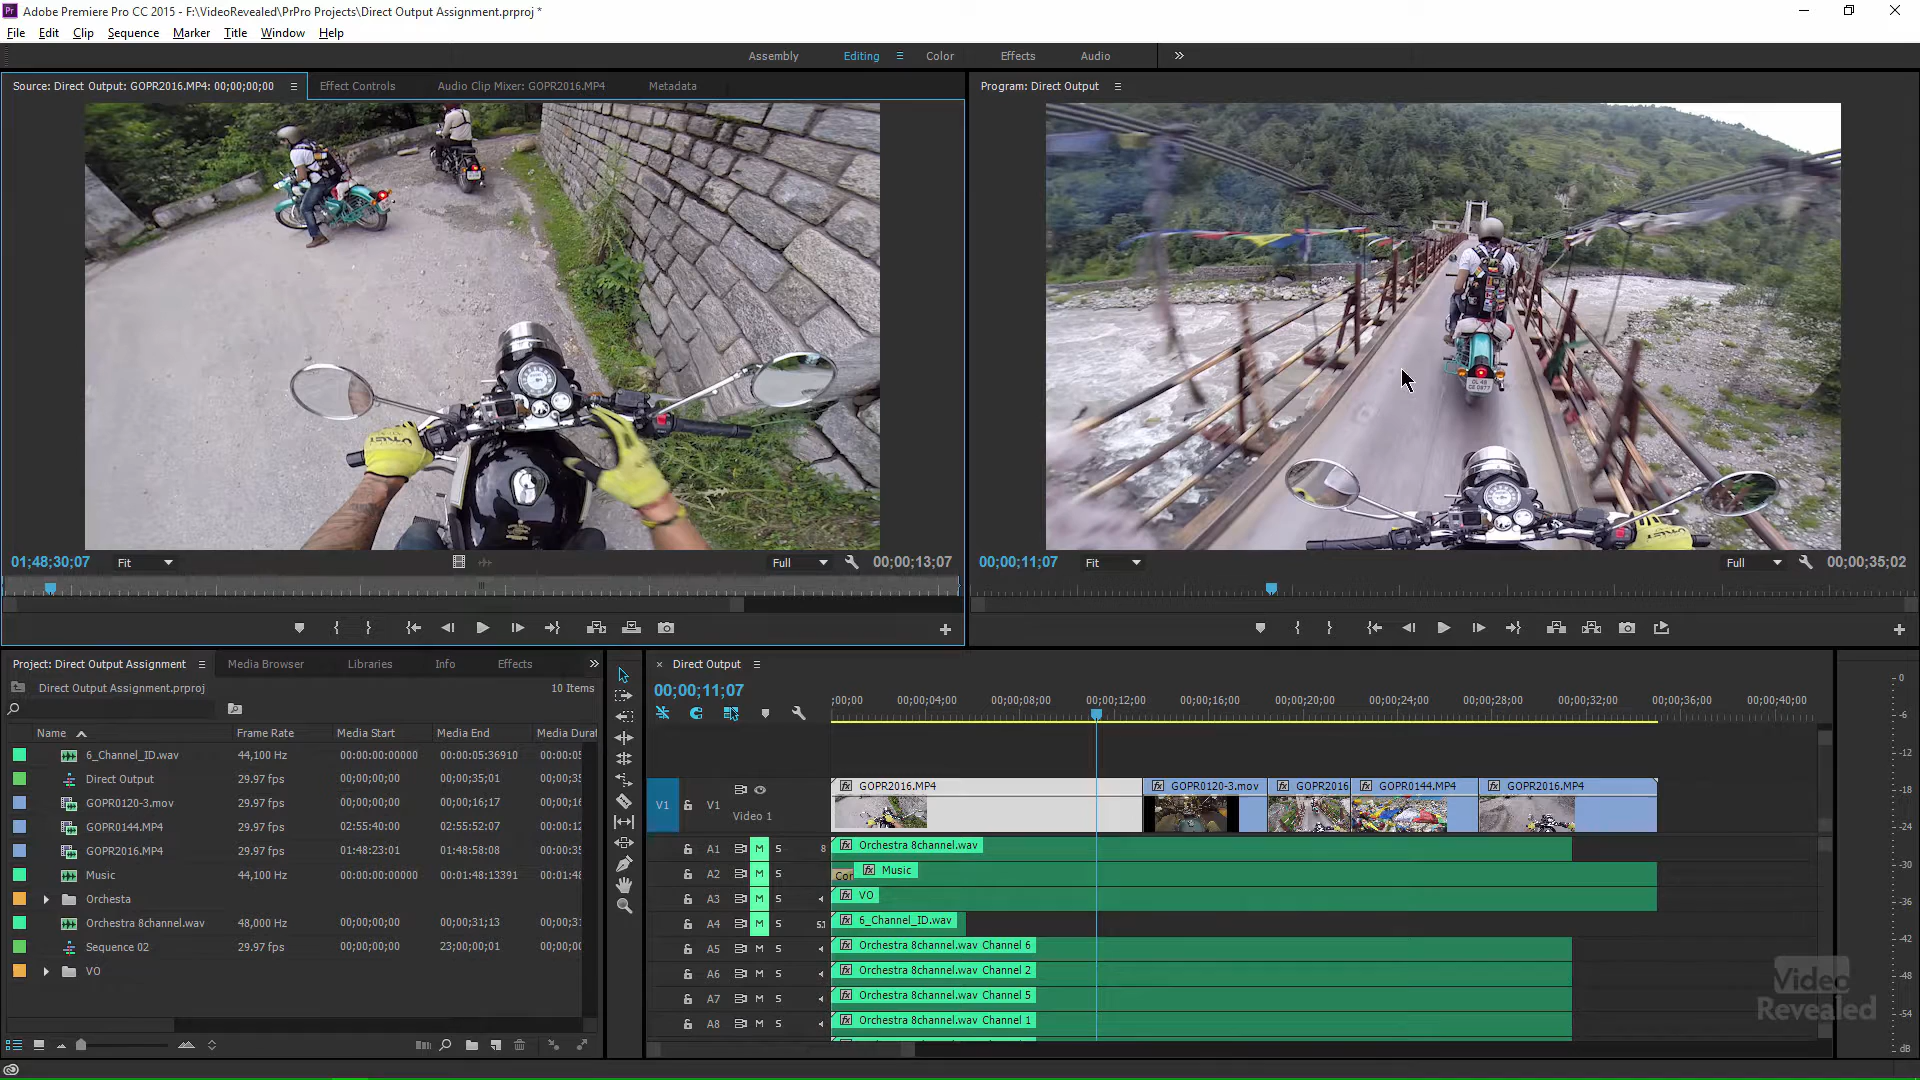 Adobe Premiere Pro CC 2015 - F:\VideoRevealed\PrPro Projects\Direct Output Assignment.prproj *
File Edit Clip Sequence Marker Title Window Help
Assembly Editing Color Effects Audio
Source: Direct Output: GOPR2016.MP4: 00;00;00;00 Effect Controls Audio Clip Mixer: GOPR2016.MP4 Metadata
Program: Direct Output
01;48;30;07 Fit Full 00;00;13;07
00;00;11;07 Fit Full 00;00;35;02
Project: Direct Output Assignment Media Browser Libraries Info Effects
Direct Output Assignment.prproj 10 Items
Name Frame Rate Media Start Media End Media Durat
6_Channel_ID.wav 44,100 Hz 00:00:00:00000 00:00:05:36910 00:00:05
Direct Output 29.97 fps 00;00;00;00 00;00;35;01 00;00;35
GOPR0120-3.mov 29.97 fps 00;00;00;00 00;00;16;17 00;00;16
GOPR0144.MP4 29.97 fps 02:55:40:00 02:55:52:07 00:00:12
GOPR2016.MP4 29.97 fps 01:48:23:01 01:48:58:08 00:00:3
Music 44,100 Hz 00:00:00:00000 00:01:48:13391 00:01:48
Orchesta
Orchestra 8channel.wav 48,000 Hz 00;00;00;00 00;00;31;13 00;00;31
Sequence 02 29.97 fps 00;00;00;00 23;00;00;01 00;00;00
VO
Direct Output
00;00;11;07
;00;00 00;00;04;00 00;00;08;00 00;00;12;00 00;00;16;00 00;00;20;00 00;00;24;00 00;00;28;00 00;00;32;00 00;00;36;00 00;00;40;00
V1 V1 Video 1
GOPR2016.MP4 GOPR0120-3.mov GOPR2016 GOPR0144.MP4 GOPR2016.MP4
A1 M S 8 Orchestra 8channel.wav
A2 M S Con Music
A3 M S VO
A4 M S 5.1 6_Channel_ID.wav
A5 M S Orchestra 8channel.wav Channel 6
A6 M S Orchestra 8channel.wav Channel 2
A7 M S Orchestra 8channel.wav Channel 5
A8 M S Orchestra 8channel.wav Channel 1
0
-6
-12
-18
-24
-30
-36
-42
-48
-54
dB
Video
Revealed